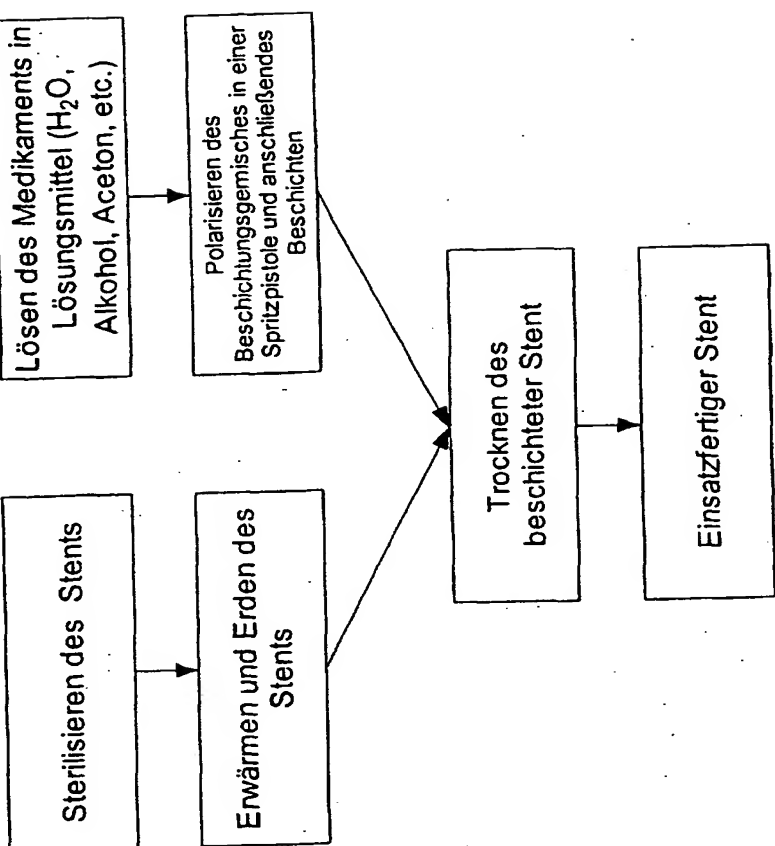 Sterilisieren des Stents
Erwärmen und Erden des
Stents
Lösen des Medikaments in
Lösungsmittel (H₂O,
Alkohol, Aceton, etc.)
Polarisieren des
Beschichtungsgemisches in einer
Spritzpistole und anschließendes
Beschichten
Trocknen des
beschichteter Stent
Einsatzfertiger Stent